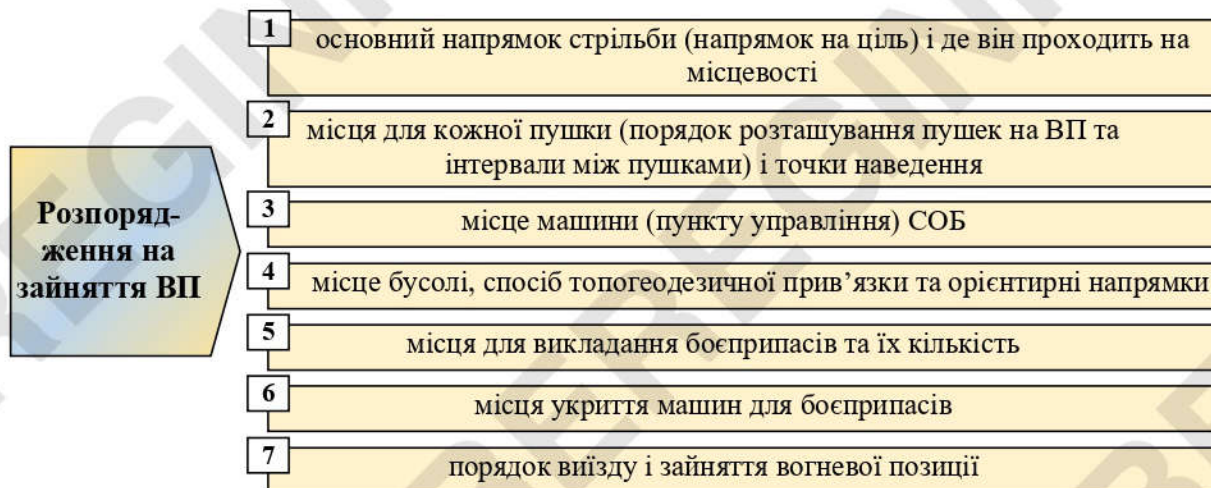 Розпоряд-
ження на
зайняття ВП
1
основний напрямок стрільби (напрямок на ціль) і де він проходить на
місцевості
2
місця для кожної пушки (порядок розташування пушек на ВП та
інтервали між пушками) і точки наведення
3
місце машини (пункту управління) СОБ
4
місце бусолі, спосіб топогеодезичної прив’язки та орієнтирні напрямки
5
місця для викладання боєприпасів та їх кількість
6
місця укриття машин для боєприпасів
7
порядок виїзду і зайняття вогневої позиції